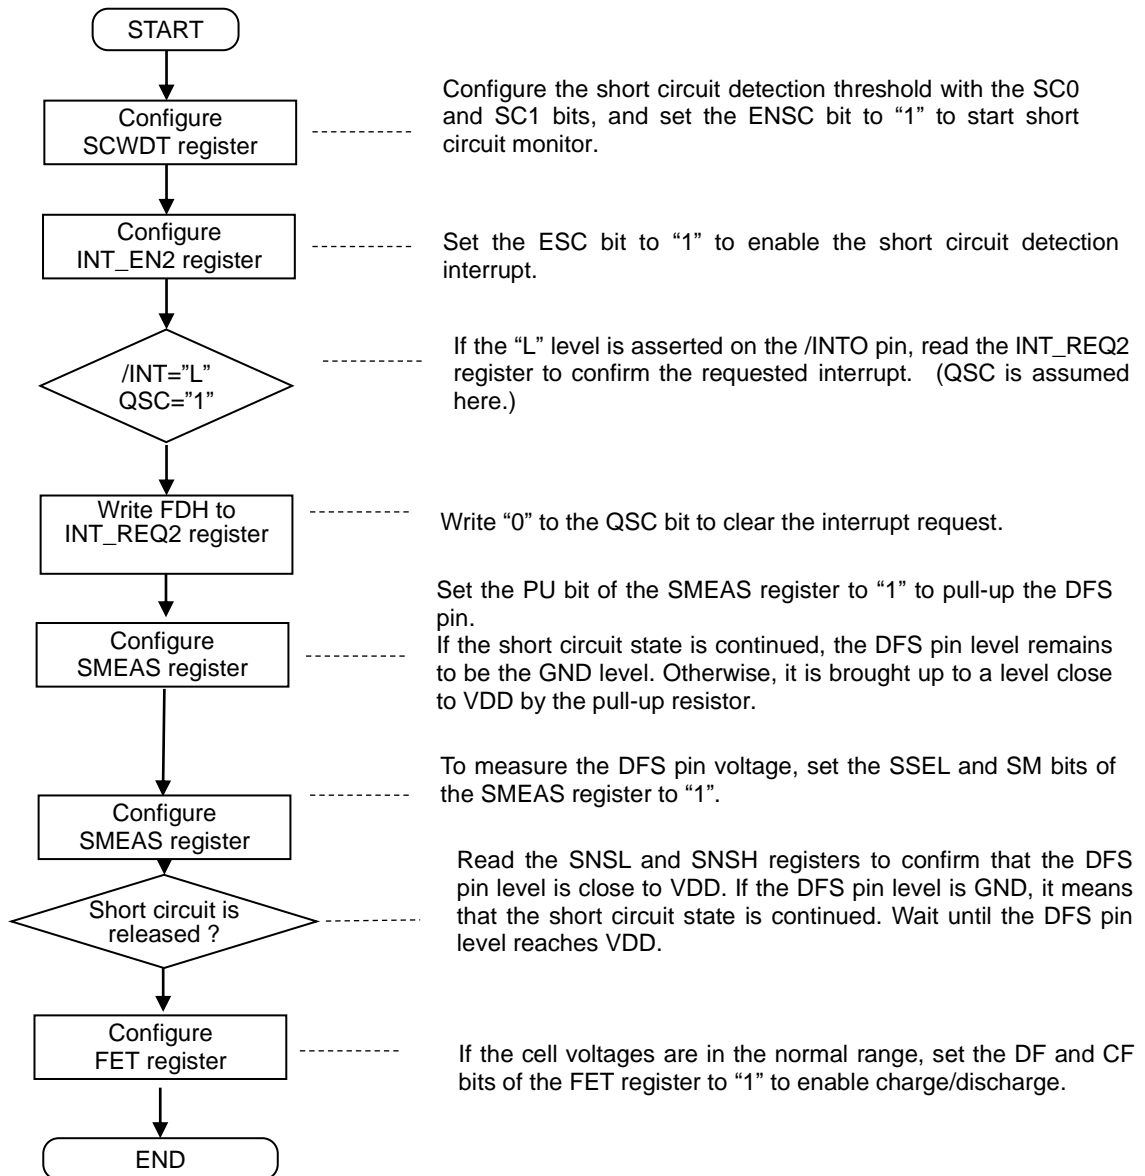 START
Configure
SCWDT register
Configure the short circuit detection threshold with the SC0
and SC1 bits, and set the ENSC bit to “1” to start short
circuit monitor.
Configure
INT_EN2 register
Set the ESC bit to “1” to enable the short circuit detection
interrupt.
/INT=”L”
QSC=”1”
If the “L” level is asserted on the /INTO pin, read the INT_REQ2
register to confirm the requested interrupt. (QSC is assumed
here.)
Write FDH to
INT_REQ2 register
Write “0” to the QSC bit to clear the interrupt request.
Configure
SMEAS register
Set the PU bit of the SMEAS register to “1” to pull-up the DFS
pin.
If the short circuit state is continued, the DFS pin level remains
to be the GND level. Otherwise, it is brought up to a level close
to VDD by the pull-up resistor.
Configure
SMEAS register
To measure the DFS pin voltage, set the SSEL and SM bits of
the SMEAS register to “1”.
Short circuit is
released ?
Read the SNSL and SNSH registers to confirm that the DFS
pin level is close to VDD. If the DFS pin level is GND, it means
that the short circuit state is continued. Wait until the DFS pin
level reaches VDD.
Configure
FET register
If the cell voltages are in the normal range, set the DF and CF
bits of the FET register to “1” to enable charge/discharge.
END